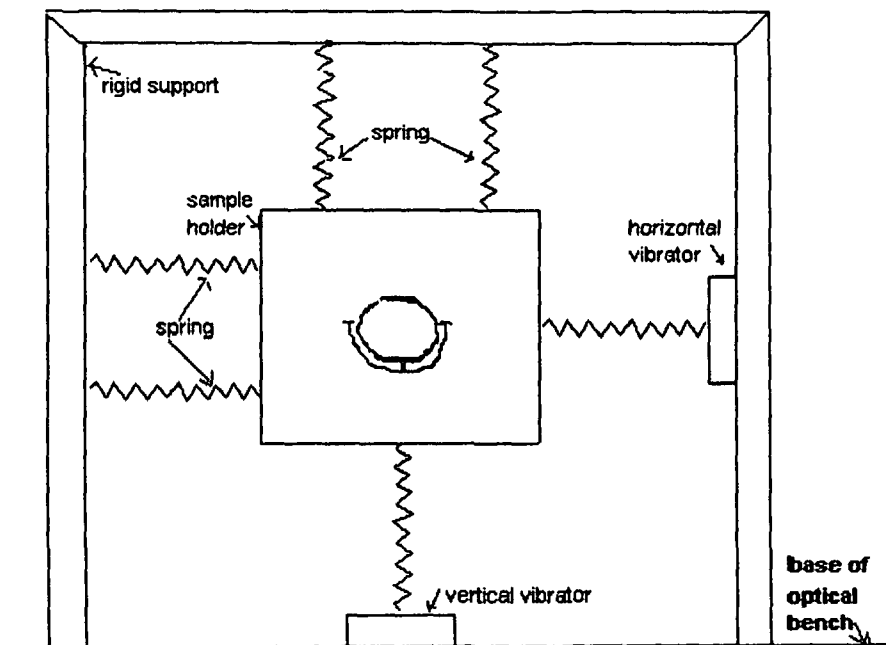 rigid support
spring
sample
holder
horizontal
vibrator
spring
vertical vibrator
base of
optical
bench